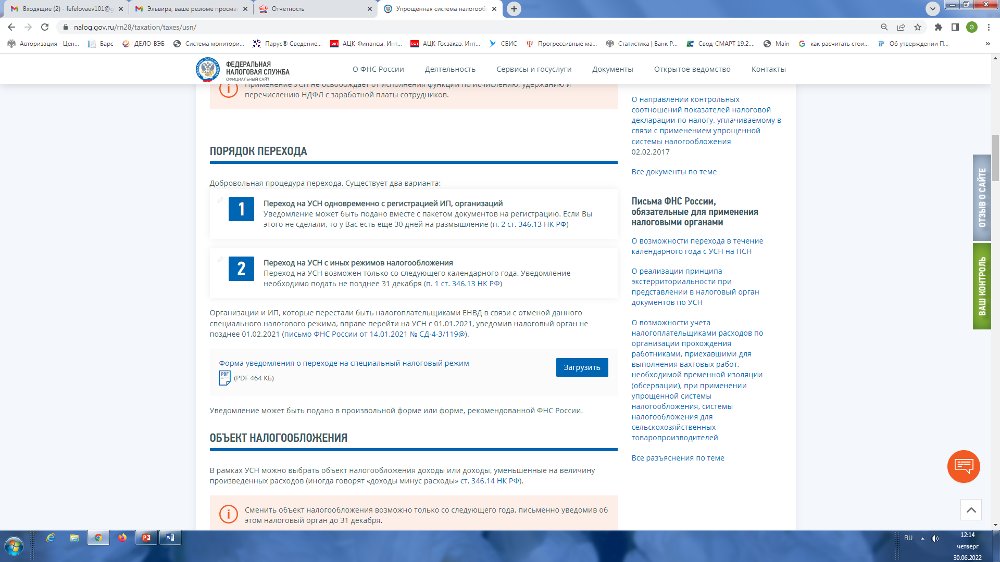 Входящие (2) - fefelovaev101@g
Эльвира, ваше резюме просмат
Отчетность
Упрощенная система налогообл
nalog.gov.ru/rn28/taxation/taxes/usn/
Э
Авторизация - Цен...
Барс
ДЕЛО-ВЭБ
Система монитори...
Парус® Сведение...
БФТ
АЦК-Финансы. Инт...
БФТ
АЦК-Госзаказ. Инт...
СБИС
Прогрессивные ма...
Статистика | Банк Р...
Свод-СМАРТ 19.2....
Main
как расчитать стои...
Об утверждении П...
»
ФЕДЕРАЛЬНАЯ
НАЛОГОВАЯ СЛУЖБА
ОФИЦИАЛЬНЫЙ САЙТ
О ФНС России
Деятельность
Сервисы и госуслуги
Документы
Открытое ведомство
Контакты
Применение УСН не освобождает от исполнения функций по исчислению, удержанию и
перечислению НДФЛ с заработной платы сотрудников.
ПОРЯДОК ПЕРЕХОДА
Добровольная процедура перехода. Существует два варианта:
1
Переход на УСН одновременно с регистрацией ИП, организаций
Уведомление может быть подано вместе с пакетом документов на регистрацию. Если Вы
этого не сделали, то у Вас есть еще 30 дней на размышление (п. 2 ст. 346.13 НК РФ)
2
Переход на УСН с иных режимов налогообложения
Переход на УСН возможен только со следующего календарного года. Уведомление
необходимо подать не позднее 31 декабря (п. 1 ст. 346.13 НК РФ)
Организации и ИП, которые перестали быть налогоплательщиками ЕНВД в связи с отменой данного
специального налогового режима, вправе перейти на УСН с 01.01.2021, уведомив налоговый орган не
позднее 01.02.2021 (письмо ФНС России от 14.01.2021 № СД-4-3/119@).
Форма уведомления о переходе на специальный налоговый режим
PDF
(PDF 464 КБ)
Загрузить
Уведомление может быть подано в произвольной форме или форме, рекомендованной ФНС России.
ОБЪЕКТ НАЛОГООБЛОЖЕНИЯ
В рамках УСН можно выбрать объект налогообложения доходы или доходы, уменьшенные на величину
произведенных расходов (иногда говорят «доходы минус расходы» ст. 346.14 НК РФ).
Сменить объект налогообложения возможно только со следующего года, письменно уведомив об
этом налоговый орган до 31 декабря.
О направлении контрольных
соотношений показателей налоговой
декларации по налогу, уплачиваемому в
связи с применением упрощенной
системы налогообложения
02.02.2017
Все документы по теме
Письма ФНС России,
обязательные для применения
налоговыми органами
О возможности перехода в течение
календарного года с УСН на ПСН
О реализации принципа
экстерриториальности при
представлении в налоговый орган
документов по УСН
О возможности учета
налогоплательщиками расходов по
организации прохождения
работниками, приехавшими для
выполнения вахтовых работ,
необходимой временной изоляции
(обсервации), при применении
упрощенной системы
налогообложения, системы
налогообложения для
сельскохозяйственных
товаропроизводителей
Все разъяснения по теме
ОТЗЫВ О САЙТЕ
ВАШ КОНТРОЛЬ
RU
12:14
четверг
30.06.2022